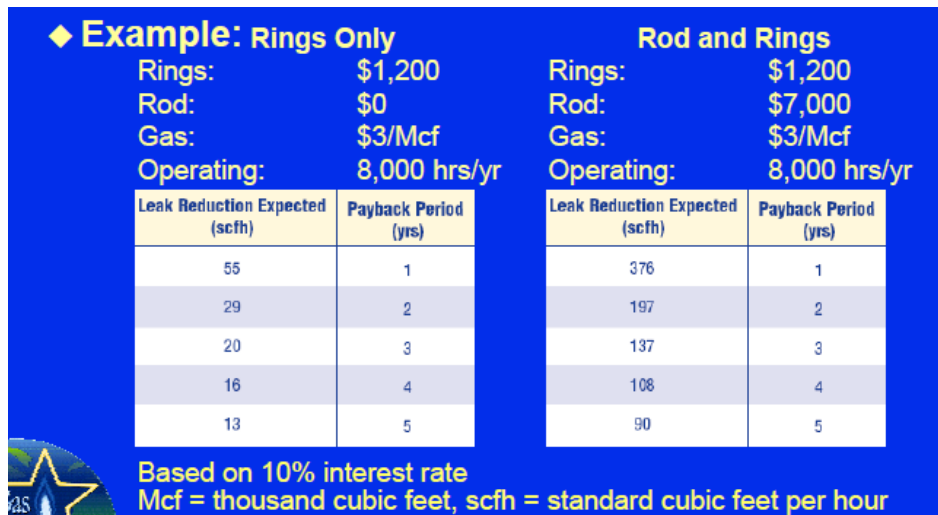 Example: Rings Only
Rings: $1,200
Rod: $0
Gas: $3/Mcf
Operating: 8,000 hrs/yr
Leak Reduction Expected (scfh) Payback Period (yrs)
55 1
29 2
20 3
16 4
13 5
Rod and Rings
Rings: $1,200
Rod: $7,000
Gas: $3/Mcf
Operating: 8,000 hrs/yr
Leak Reduction Expected (scfh) Payback Period (yrs)
376 1
197 2
137 3
108 4
90 5
Based on 10% interest rate
Mcf = thousand cubic feet, scfh = standard cubic feet per hour